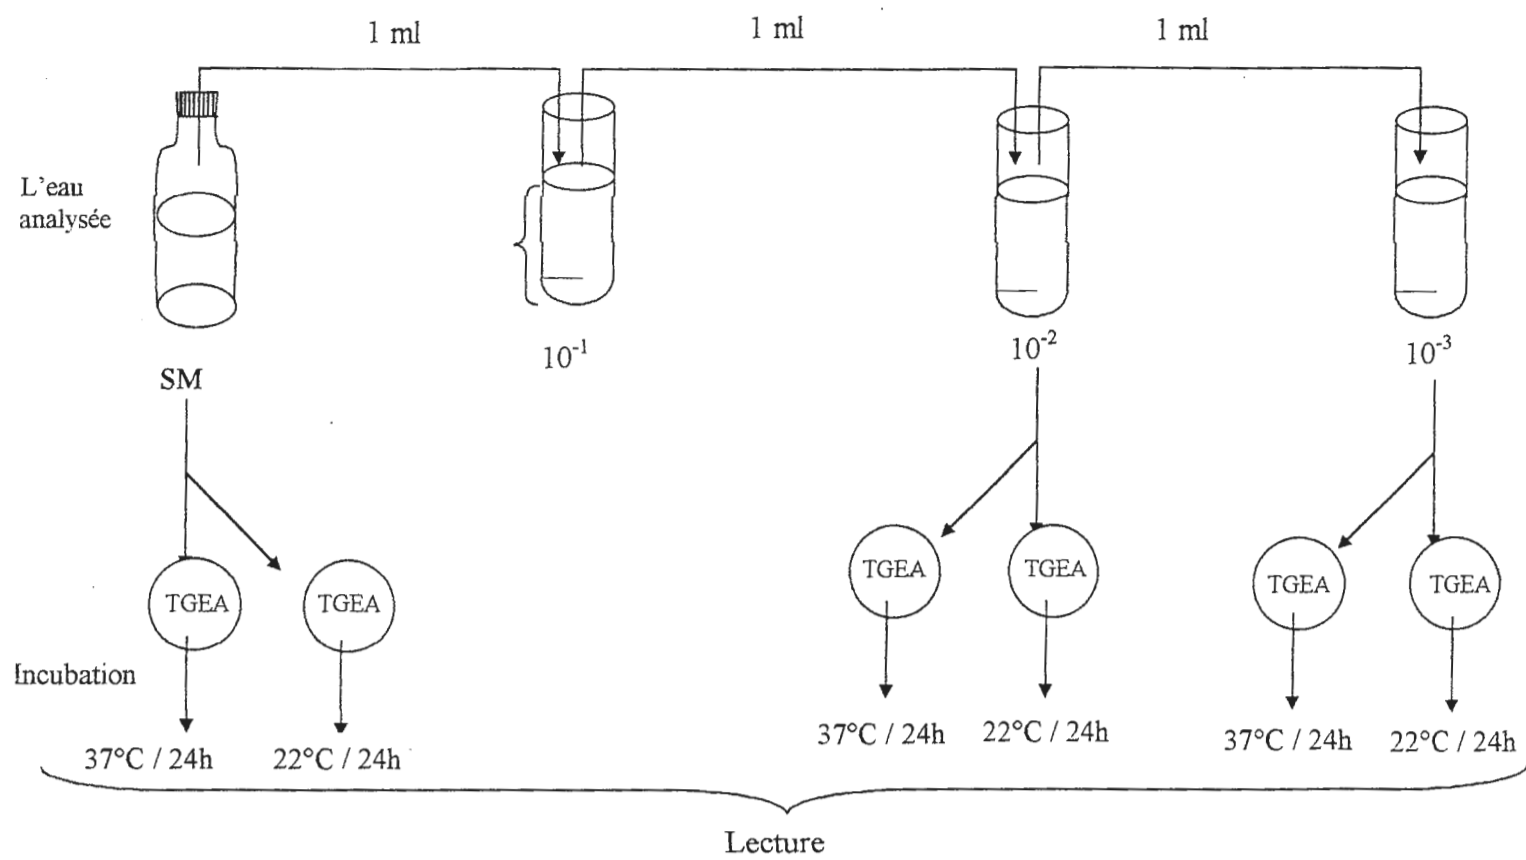 1 ml
1 ml
1 ml
L'eau
analysée
SM
10⁻¹
10⁻²
10⁻³
TGEA
TGEA
TGEA
TGEA
TGEA
TGEA
Incubation
37°C / 24h
22°C / 24h
37°C / 24h
22°C / 24h
37°C / 24h
22°C / 24h
Lecture